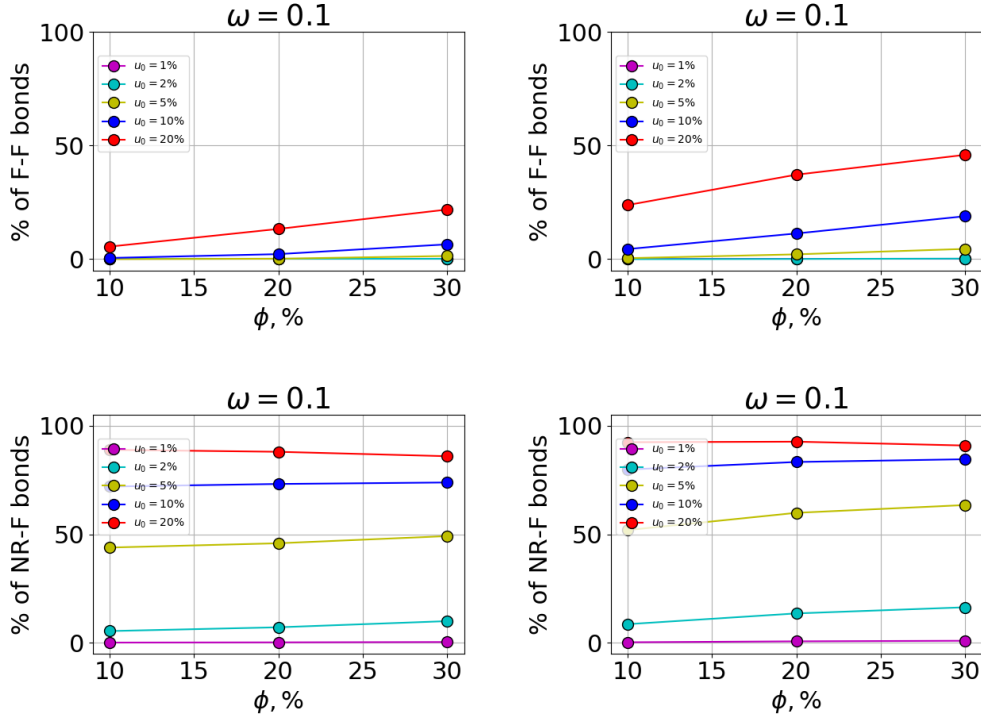 ω = 0.1
% of F-F bonds
100
50
0
u₀ = 1%
u₀ = 2%
u₀ = 5%
u₀ = 10%
u₀ = 20%
10 15 20 25 30
ϕ, %
ω = 0.1
% of F-F bonds
100
50
0
u₀ = 1%
u₀ = 2%
u₀ = 5%
u₀ = 10%
u₀ = 20%
10 15 20 25 30
ϕ, %
ω = 0.1
% of NR-F bonds
100
50
0
u₀ = 1%
u₀ = 2%
u₀ = 5%
u₀ = 10%
u₀ = 20%
10 15 20 25 30
ϕ, %
ω = 0.1
% of NR-F bonds
100
50
0
u₀ = 1%
u₀ = 2%
u₀ = 5%
u₀ = 10%
u₀ = 20%
10 15 20 25 30
ϕ, %